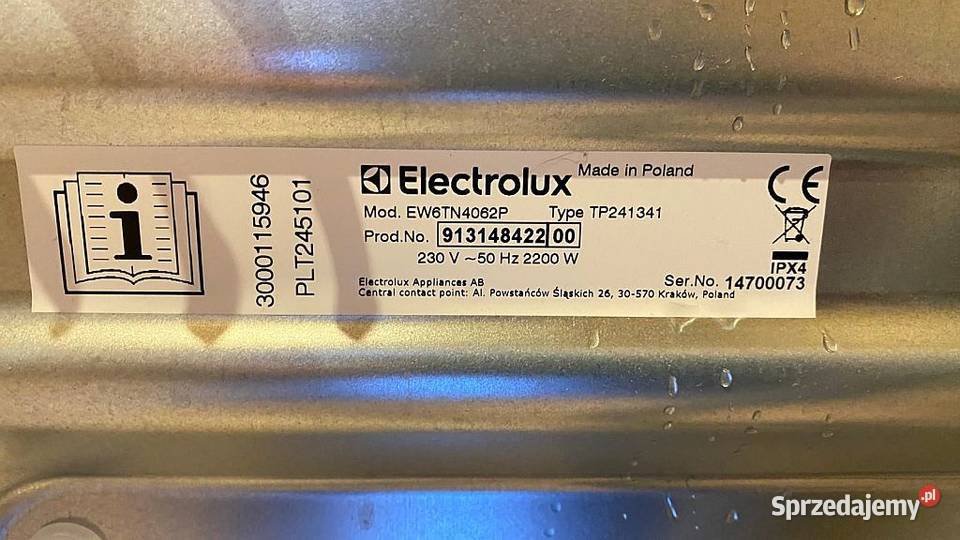 3000115946
PLT245101
Electrolux Made in Poland
Mod. EW6TN4062P Type TP241341
Prod.No. 913148422 00
230 V ~50 Hz 2200 W
IPX4
Electrolux Appliances AB
Ser.No. 14700073
Central contact point: Al. Powstańców Śląskich 26, 30-570 Kraków, Poland
CE
Sprzedajemy.pl